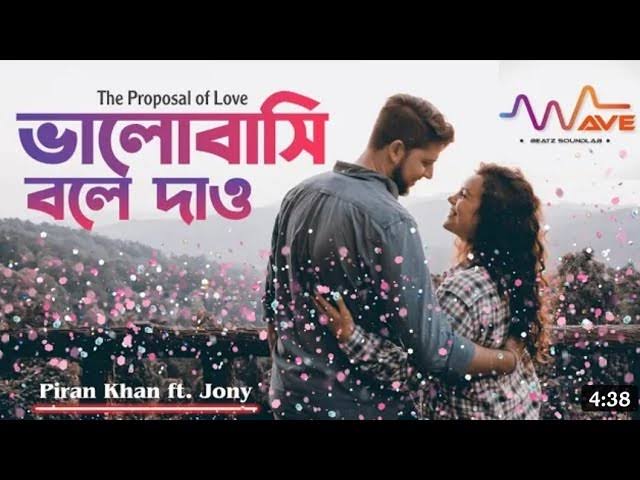 The Proposal of Love
ভালোবাসি
বলে দাও
WAVE
BEATZ SOUNDLAB
Piran Khan ft. Jony
4:38